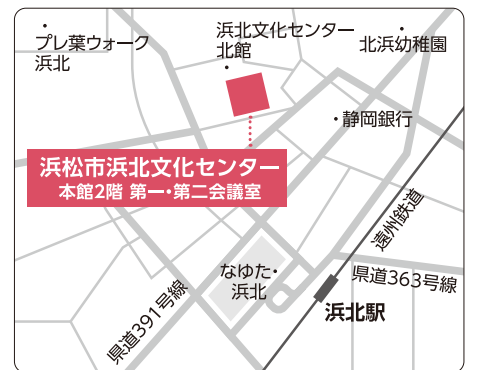 プレ葉ウォーク
浜北
浜北文化センター
北館
北浜幼稚園
静岡銀行
浜松市浜北文化センター
本館2階 第一・第二会議室
遠州鉄道
なゆた・
浜北
県道363号線
県道391号線
浜北駅